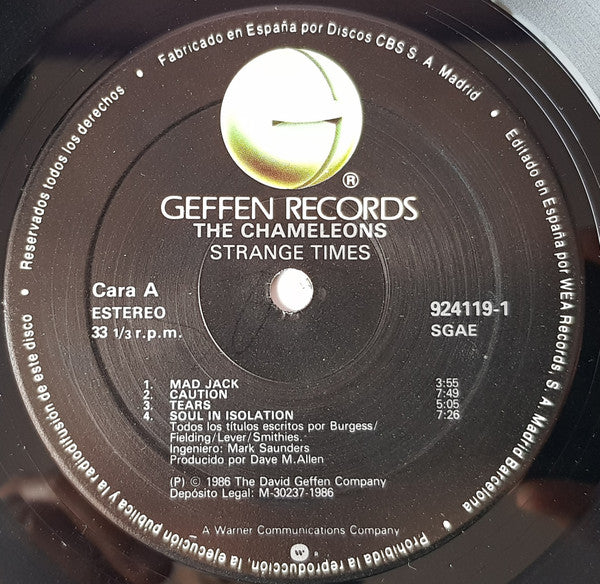 • Fabricado en España por Discos CBS S. A. Madrid •
Editado en España por WEA Records, S. A. Madrid Barcelona •
Prohibida la reproducción, la ejecución pública y la radiodifusión de este disco •
Reservados todos los derechos
®
GEFFEN RECORDS
THE CHAMELEONS
STRANGE TIMES
Cara A
ESTEREO
33 1/3 r.p.m.
924119-1
SGAE
1. MAD JACK 3:55
2. CAUTION 7:49
3. TEARS 5:05
4. SOUL IN ISOLATION 7:26
Todos los títulos escritos por Burgess/
Fielding/Lever/Smithies.
Ingeniero: Mark Saunders
Producido por Dave M.Allen
(P) © 1986 The David Geffen Company
Depósito Legal: M-30237-1986
A Warner Communications Company